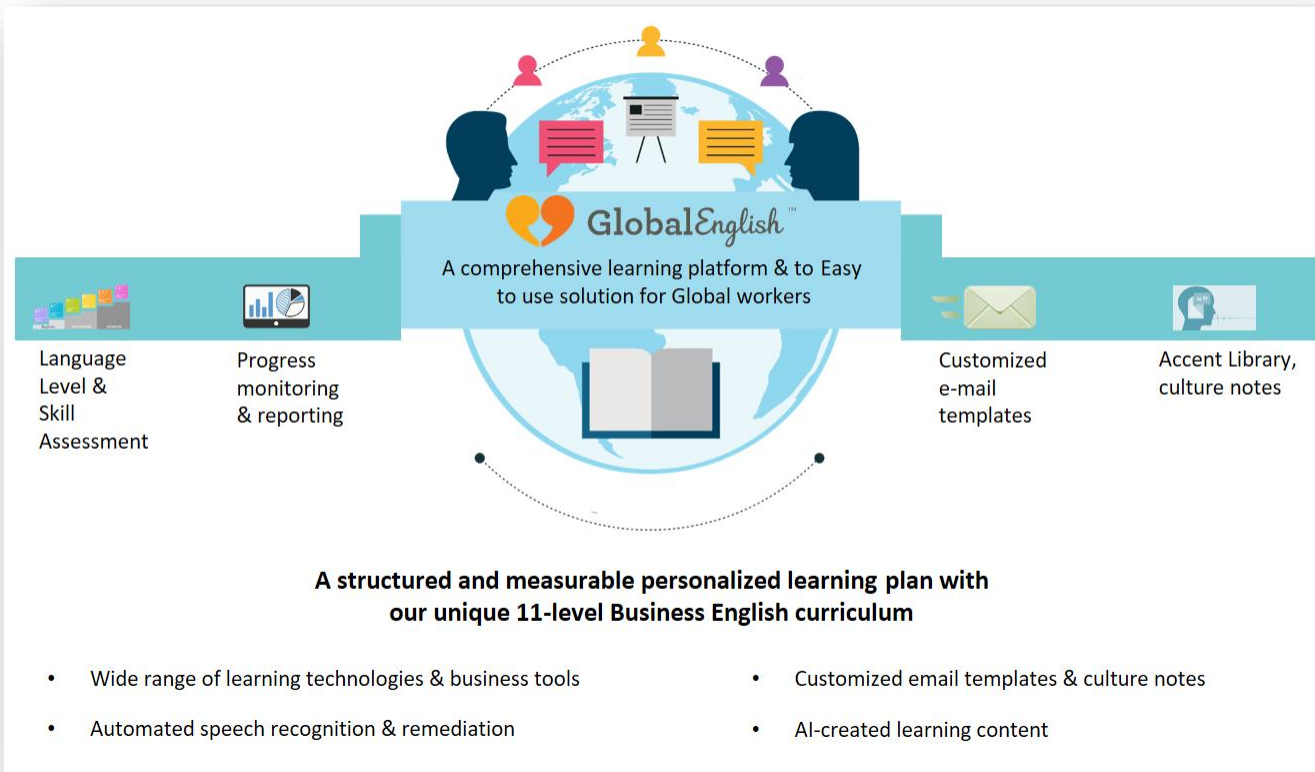 GlobalEnglish™
A comprehensive learning platform & to Easy
to use solution for Global workers
Language
Level &
Skill
Assessment
Progress
monitoring
& reporting
Customized
e-mail
templates
Accent Library,
culture notes
A structured and measurable personalized learning plan with
our unique 11-level Business English curriculum
• Wide range of learning technologies & business tools
• Automated speech recognition & remediation
• Customized email templates & culture notes
• AI-created learning content